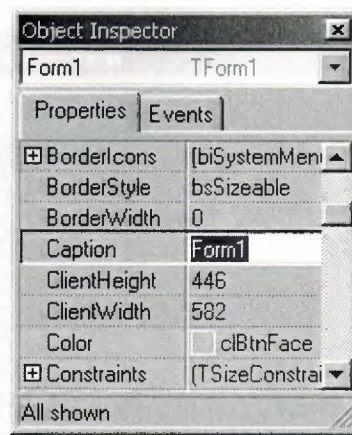 Object Inspector
Form1 TForm1
Properties Events
BorderIcons [biSystemMen
BorderStyle bsSizeable
BorderWidth 0
Caption Form1
ClientHeight 446
ClientWidth 582
Color clBtnFace
Constraints (TSizeConstrai
All shown